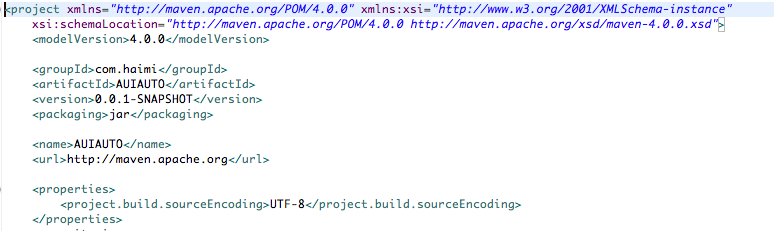 <project xmlns="http://maven.apache.org/POM/4.0.0" xmlns:xsi="http://www.w3.org/2001/XMLSchema-instance"
xsi:schemaLocation="http://maven.apache.org/POM/4.0.0 http://maven.apache.org/xsd/maven-4.0.0.xsd">
<modelVersion>4.0.0</modelVersion>
<groupId>com.haimi</groupId>
<artifactId>AUIAUTO</artifactId>
<version>0.0.1-SNAPSHOT</version>
<packaging>jar</packaging>
<name>AUIAUTO</name>
<url>http://maven.apache.org</url>
<properties>
<project.build.sourceEncoding>UTF-8</project.build.sourceEncoding>
</properties>